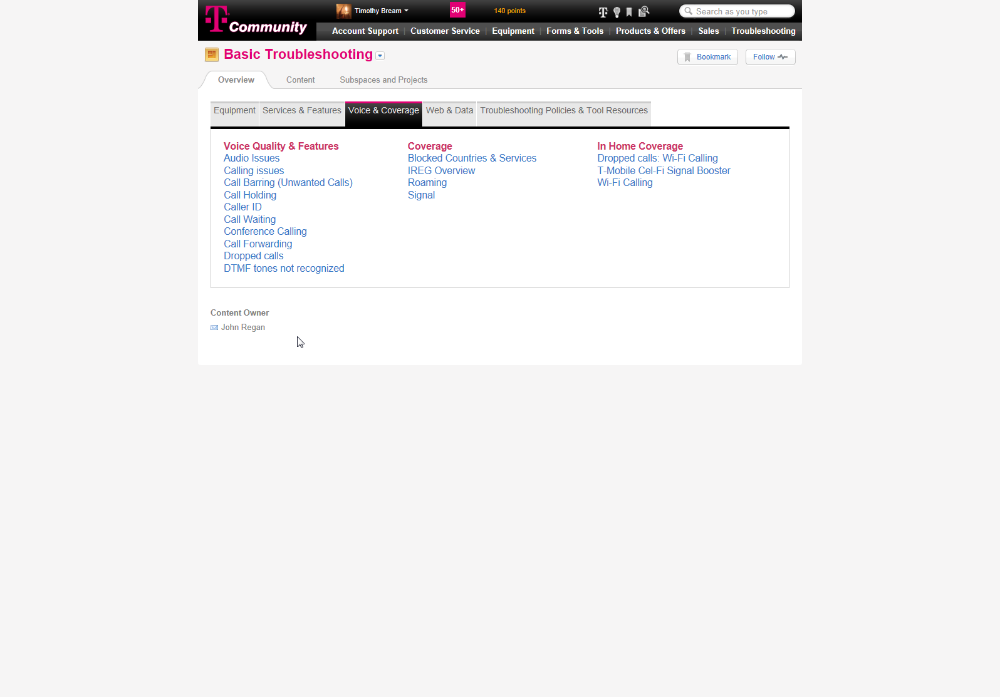 T Community
Timothy Bream
50+
140 points
Search as you type
Account Support | Customer Service | Equipment | Forms & Tools | Products & Offers | Sales | Troubleshooting
Basic Troubleshooting
Bookmark
Follow
Overview
Content
Subspaces and Projects
Equipment
Services & Features
Voice & Coverage
Web & Data
Troubleshooting Policies & Tool Resources
Voice Quality & Features
Audio Issues
Calling issues
Call Barring (Unwanted Calls)
Call Holding
Caller ID
Call Waiting
Conference Calling
Call Forwarding
Dropped calls
DTMF tones not recognized
Coverage
Blocked Countries & Services
IREG Overview
Roaming
Signal
In Home Coverage
Dropped calls: Wi-Fi Calling
T-Mobile Cel-Fi Signal Booster
Wi-Fi Calling
Content Owner
John Regan